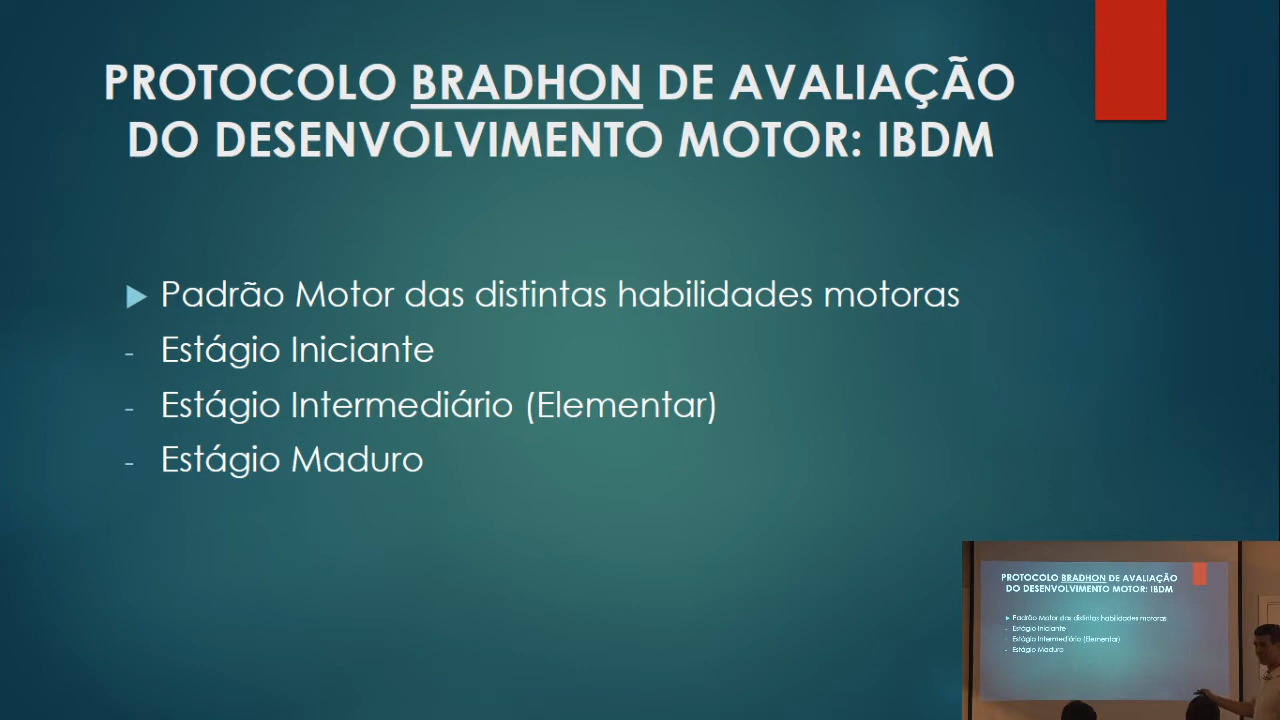 PROTOCOLO BRADHON DE AVALIAÇÃO
DO DESENVOLVIMENTO MOTOR: IBDM
Padrão Motor das distintas habilidades motoras
- Estágio Iniciante
- Estágio Intermediário (Elementar)
- Estágio Maduro
PROTOCOLO BRADHON DE AVALIAÇÃO
DO DESENVOLVIMENTO MOTOR: IBDM
Padrão Motor das distintas habilidades motoras
- Estágio Iniciante
- Estágio Intermediário (Elementar)
- Estágio Maduro